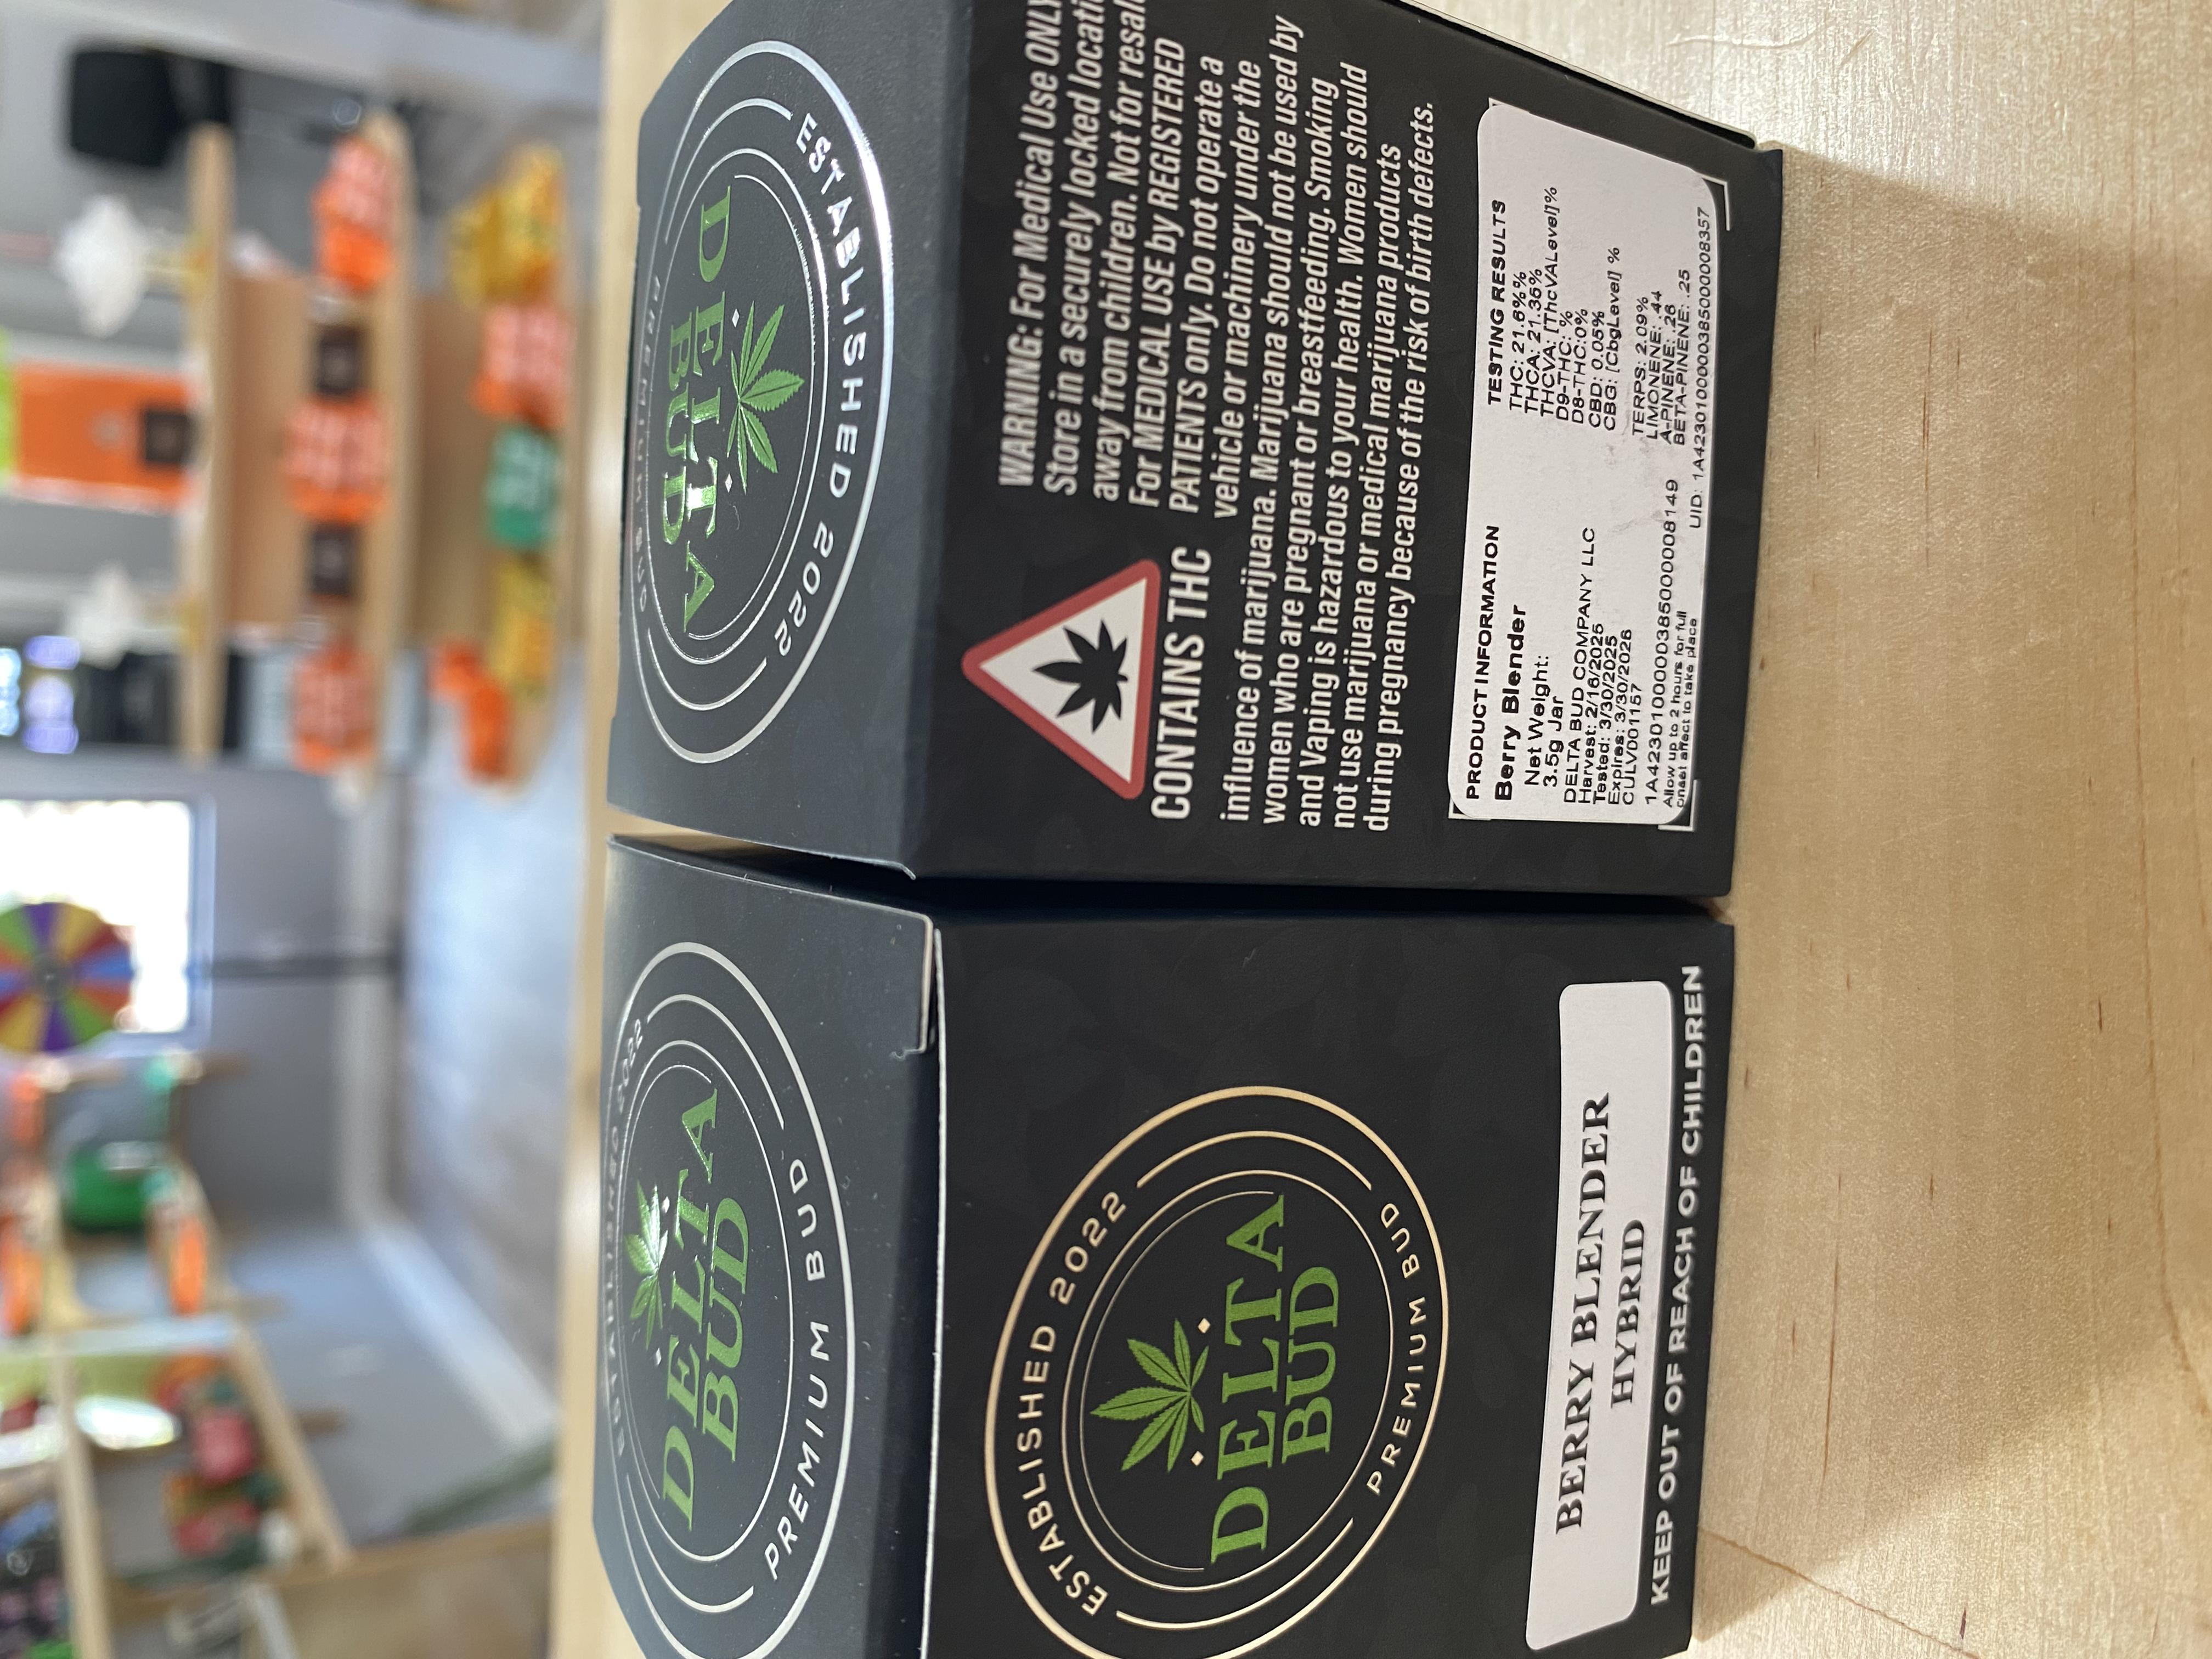 ESTABLISHED 2022
DELTA
BUD
PREMIUM BUD
ESTABLISHED 2022
DELTA
BUD
PREMIUM BUD
BERRY BLENDER
HYBRID
KEEP OUT OF REACH OF CHILDREN
DELTA
BUD
ESTABLISHED 2022
PREMIUM BUD
CONTAINS THC
WARNING: For Medical Use ONLY
Store in a securely locked locati
away from children. Not for resal
For MEDICAL USE by REGISTERED
PATIENTS only. Do not operate a
vehicle or machinery under the
influence of marijuana. Marijuana should not be used by
women who are pregnant or breastfeeding. Smoking
and Vaping is hazardous to your health. Women should
not use marijuana or medical marijuana products
during pregnancy because of the risk of birth defects.
PRODUCT INFORMATION
Berry Blender
Net Weight:
3.5g Jar
DELTA BUD COMPANY LLC
Harvest: 2/16/2025
Tested: 3/30/2025
Expires: 3/30/2026
CULV001157
1A4230100000385000008149
Allow up to 2 hours for full
onset affect to take place
TESTING RESULTS
THC: 21.6%%
THCA: 21.36%
THCVA: [ThcVALevel]%
D9-THC: %
D8-THC:0%
CBD: 0.05%
CBG: [CbgLevel] %
TERPS: 2.09%
LIMONENE: .44
A-PINENE: .26
BETA-PINENE: .25
UID: 1A4230100000385000008357